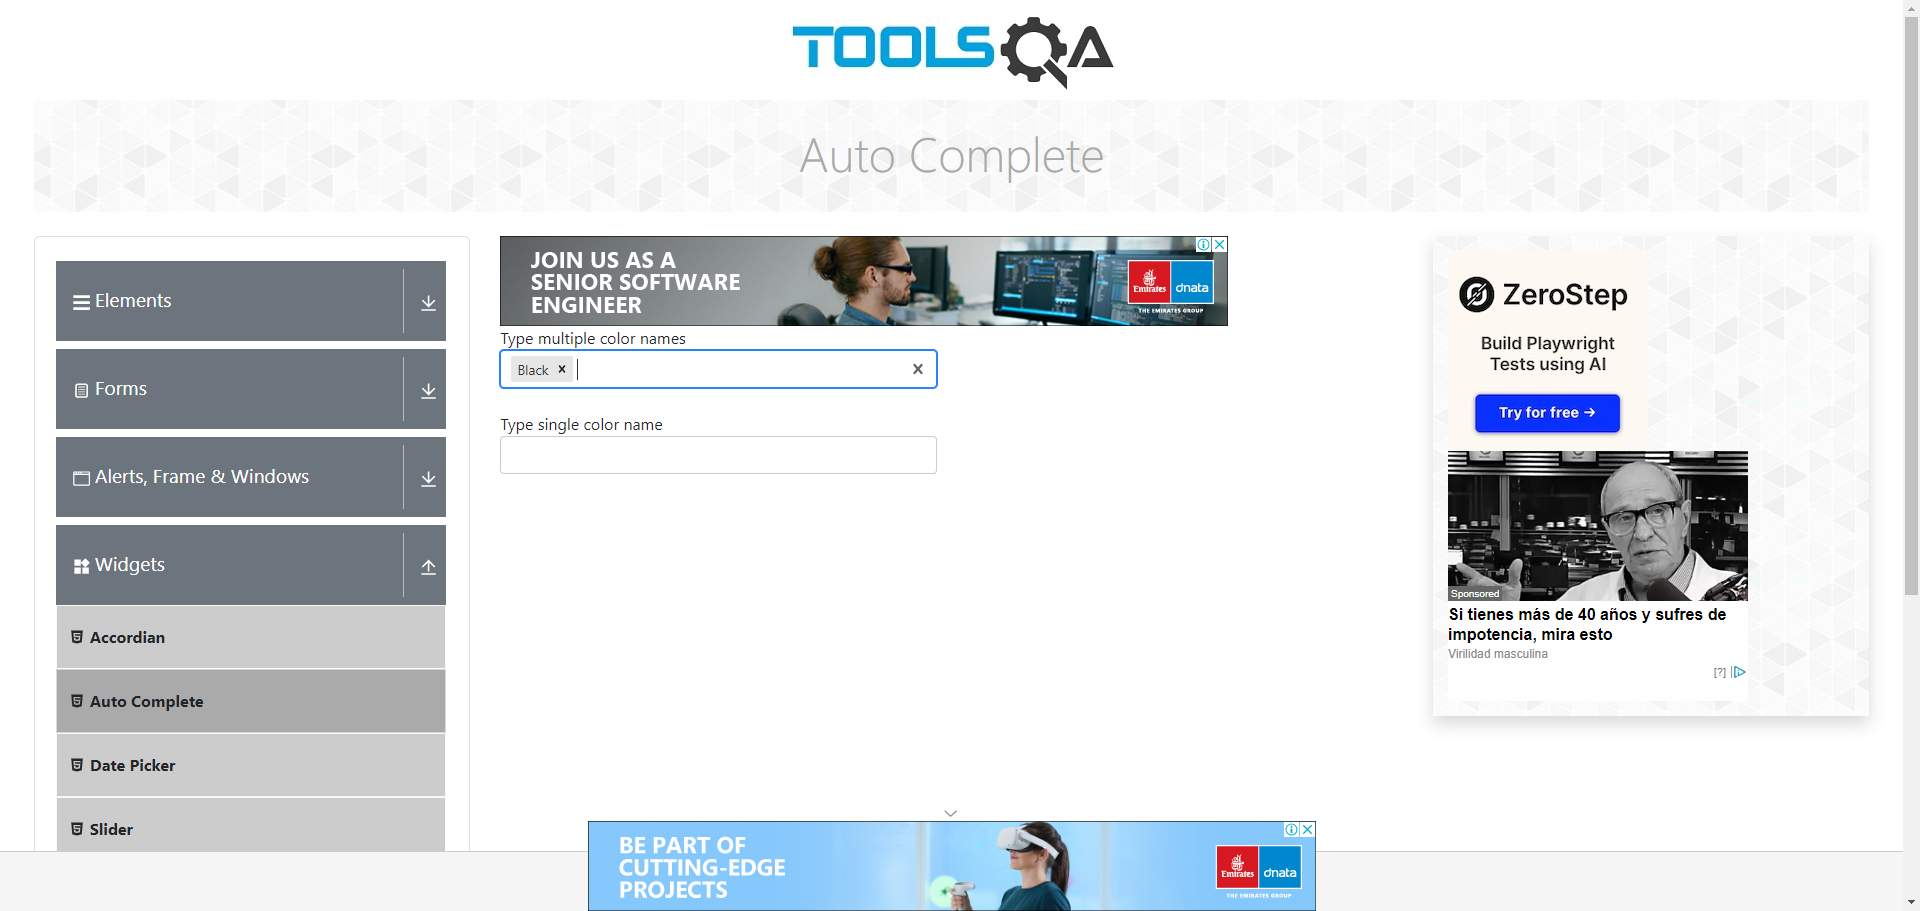 TOOLSQA
Auto Complete
Elements
Forms
Alerts, Frame & Windows
Widgets
Accordian
Auto Complete
Date Picker
Slider
JOIN US AS A
SENIOR SOFTWARE
ENGINEER
Emirates
dnata
THE EMIRATES GROUP
Type multiple color names
Black
Type single color name
ZeroStep
Build Playwright
Tests using AI
Try for free →
Sponsored
Si tienes más de 40 años y sufres de
impotencia, mira esto
Virilidad masculina
[?]
BE PART OF
CUTTING-EDGE
PROJECTS
Emirates
dnata
THE EMIRATES GROUP